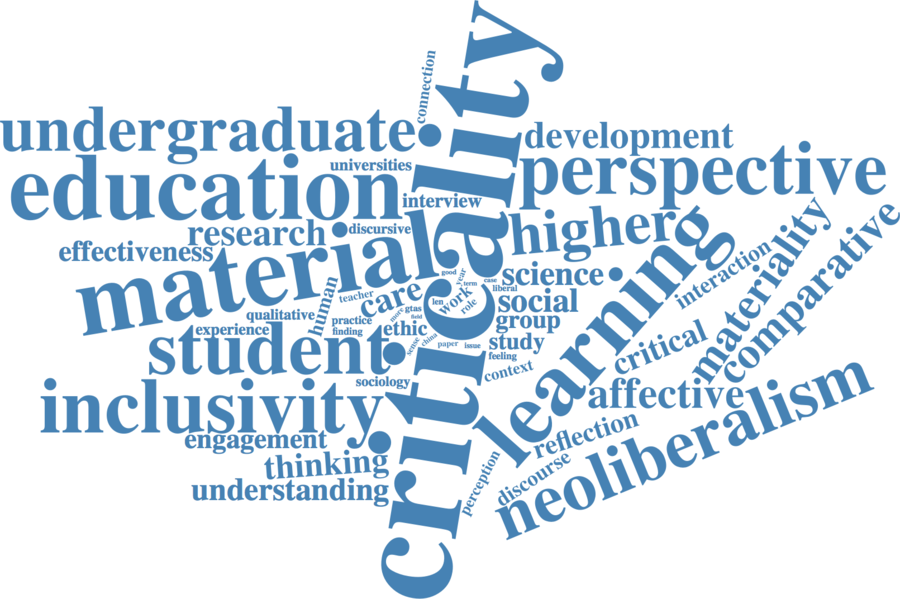 connection
criticality
undergraduate
development
universities
education
perspective
interview
research
discursive
higher
effectiveness
material
science
interaction
materiality
comparative
learning
good
year
term
case
liberal
human
teacher
care
len
work
role
social
qualitative
practice
more
gtas
field
group
experience
finding
ethic
student
sense
paper
issue
study
feeling
critical
sociology
context
affective
inclusivity
engagement
reflection
thinking
perception
discourse
understanding
neoliberalism